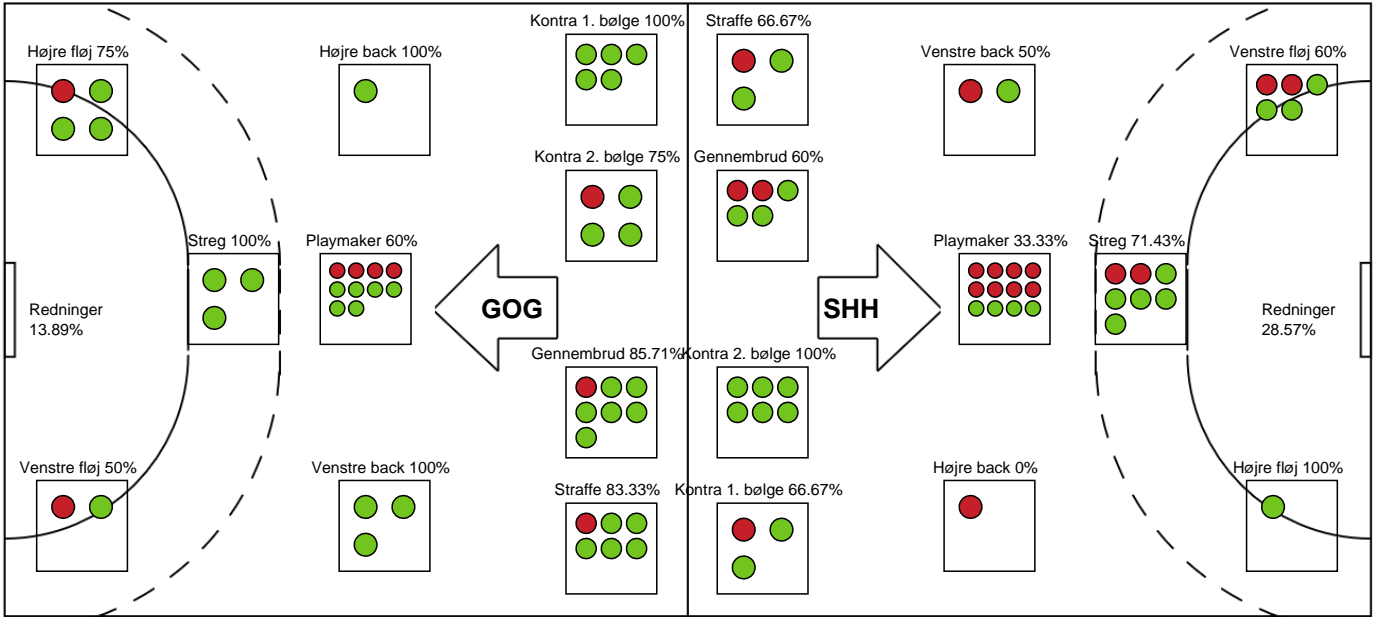 Kontra 1. bølge 100%
Straffe 66.67%
Højre fløj 75%
Højre back 100%
Venstre back 50%
Venstre fløj 60%
Kontra 2. bølge 75%
Gennembrud 60%
Streg 100%
Playmaker 60%
Playmaker 33.33%
Streg 71.43%
Redninger
13.89%
GOG
SHH
Redninger
28.57%
Gennembrud 85.71%
Kontra 2. bølge 100%
Venstre fløj 50%
Venstre back 100%
Straffe 83.33%
Kontra 1. bølge 66.67%
Højre back 0%
Højre fløj 100%